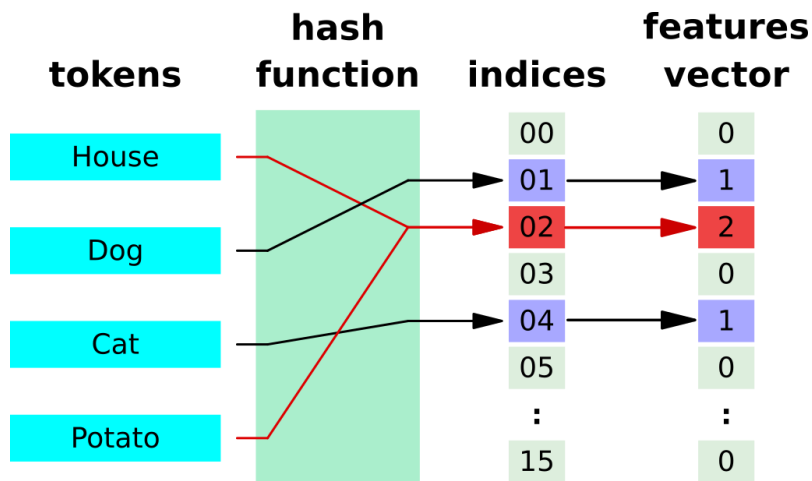 tokens
hash
function
indices
features
vector
House
Dog
Cat
Potato
00
01
02
03
04
05
:
15
0
1
2
0
1
0
:
0